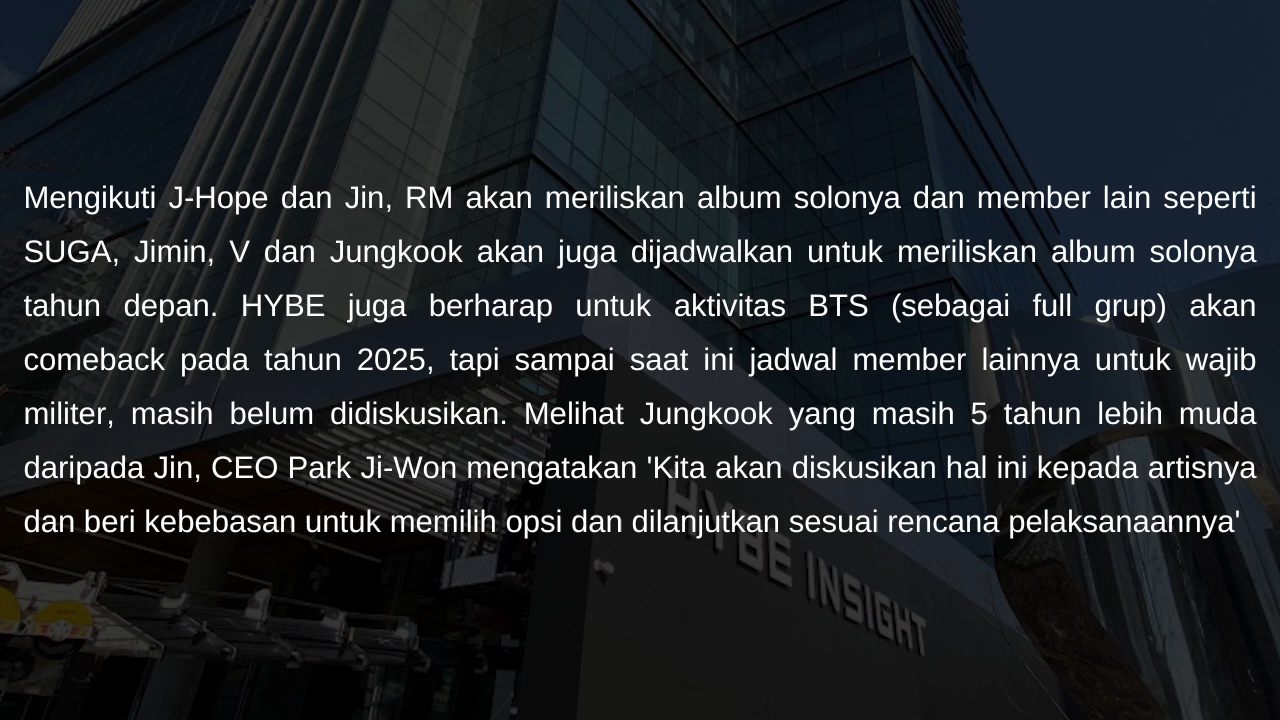 Mengikuti J-Hope dan Jin, RM akan meriliskan album solonya dan member lain seperti
SUGA, Jimin, V dan Jungkook akan juga dijadwalkan untuk meriliskan album solonya
tahun depan. HYBE juga berharap untuk aktivitas BTS (sebagai full grup) akan
comeback pada tahun 2025, tapi sampai saat ini jadwal member lainnya untuk wajib
militer, masih belum didiskusikan. Melihat Jungkook yang masih 5 tahun lebih muda
daripada Jin, CEO Park Ji-Won mengatakan 'Kita akan diskusikan hal ini kepada artisnya
dan beri kebebasan untuk memilih opsi dan dilanjutkan sesuai rencana pelaksanaannya'
HYBE INSIGHT